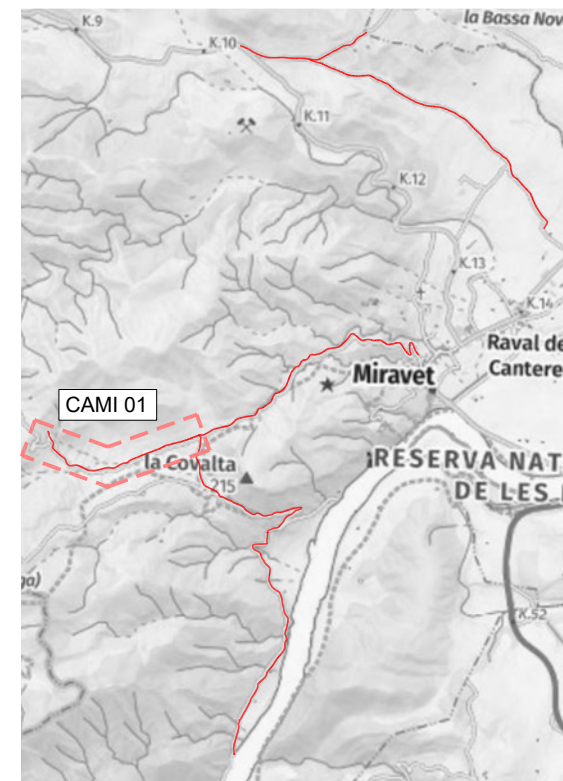 la Bassa Nov
K.9
K.10
K.11
K.12
K.13
K.14
Raval de
Cantere
Miravet
CAMI 01
la Covalta
215
RESERVA NAT
DE LES
ga)
K.52